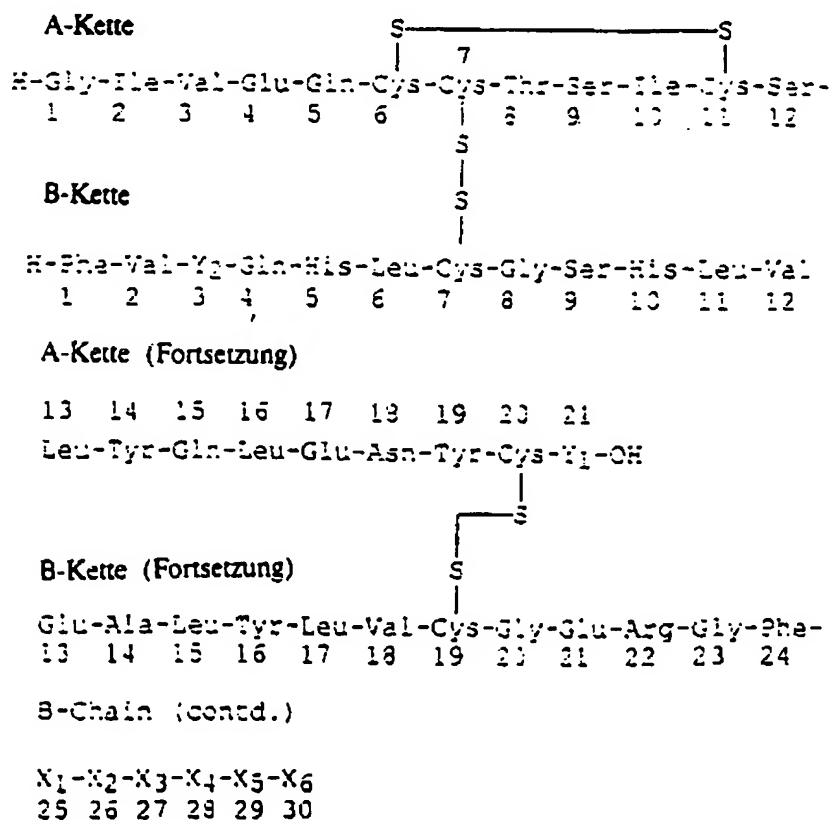 A-Kette
S S
7
H-Gly-Ile-Val-Glu-Gln-Cys-Cys-Thr-Ser-Ile-Cys-Ser-
1 2 3 4 5 6 8 9 10 11 12
S
S
B-Kette
H-Phe-Val-Y2-Gln-His-Leu-Cys-Gly-Ser-His-Leu-Val
1 2 3 4 5 6 7 8 9 10 11 12
A-Kette (Fortsetzung)
13 14 15 16 17 18 19 20 21
Leu-Tyr-Gln-Leu-Glu-Asn-Tyr-Cys-Y1-OH
S
S
B-Kette (Fortsetzung)
Glu-Ala-Leu-Tyr-Leu-Val-Cys-Gly-Glu-Arg-Gly-Phe-
13 14 15 16 17 18 19 20 21 22 23 24
B-Chain (contd.)
X1-X2-X3-X4-X5-X6
25 26 27 28 29 30